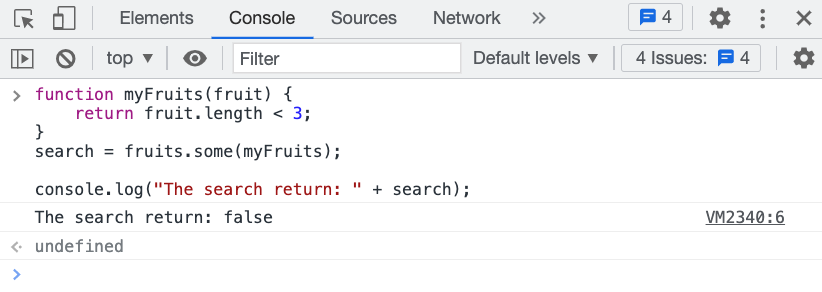 Elements Console Sources Network » 4
top ▼ Filter Default levels ▼ 4 Issues: 4
> function myFruits(fruit) {
    return fruit.length < 3;
}
search = fruits.some(myFruits);

console.log("The search return: " + search);
The search return: false VM2340:6
undefined
>